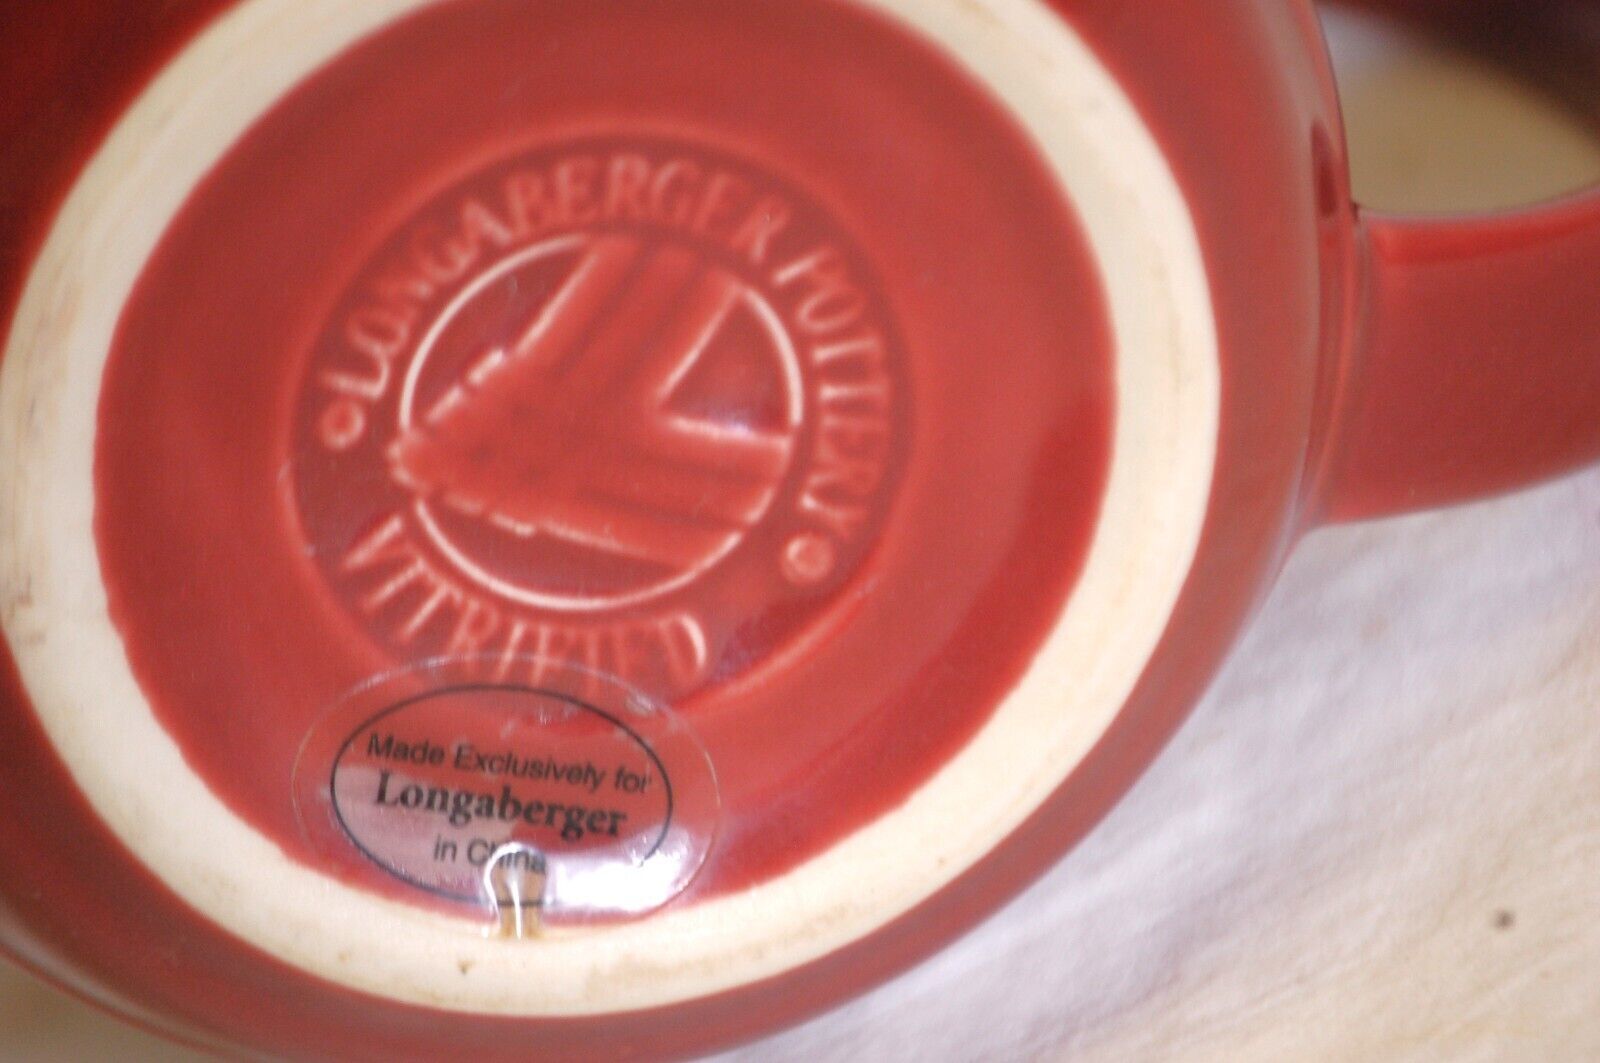 LONGABERGER POTTERY
VITRIFIED
Made Exclusively for
Longaberger
in China